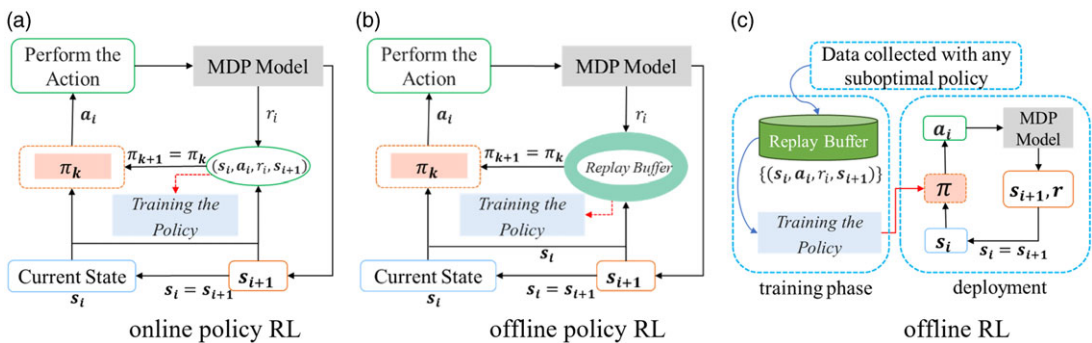 (a)
Perform the
Action
MDP Model
a_i
r_i
π_k
π_{k+1} = π_k
(s_i, a_i, r_i, s_{i+1})
Training the
Policy
Current State
s_i
s_i = s_{i+1}
s_{i+1}
online policy RL
(b)
Perform the
Action
MDP Model
a_i
r_i
π_k
π_{k+1} = π_k
Replay Buffer
Training the
Policy
s_i
Current State
s_i
s_i = s_{i+1}
s_{i+1}
offline policy RL
(c)
Data collected with any
suboptimal policy
Replay Buffer
{(s_i, a_i, r_i, s_{i+1})}
Training the
Policy
training phase
a_i
MDP
Model
π
s_{i+1}, r
s_i
s_i = s_{i+1}
deployment
offline RL